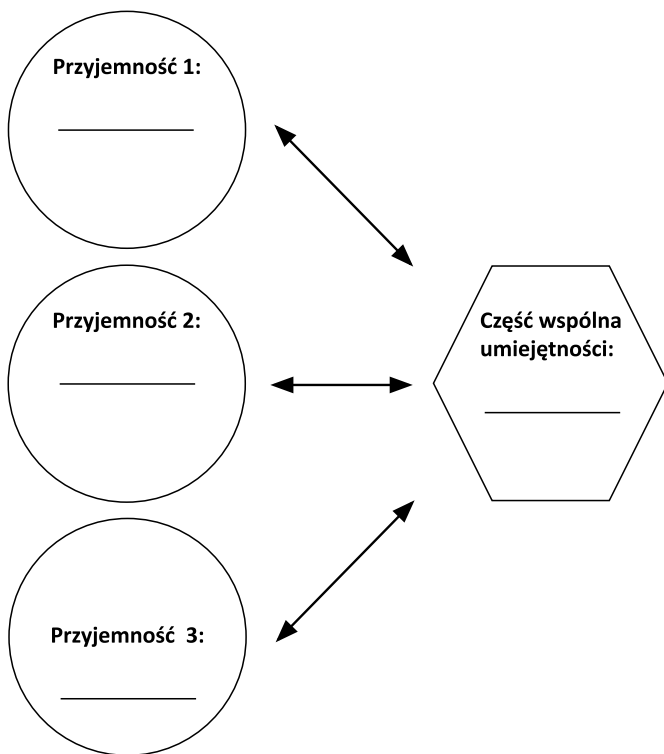 Przyjemność 1:
Przyjemność 2:
Część wspólna
umiejętności:
Przyjemność 3: